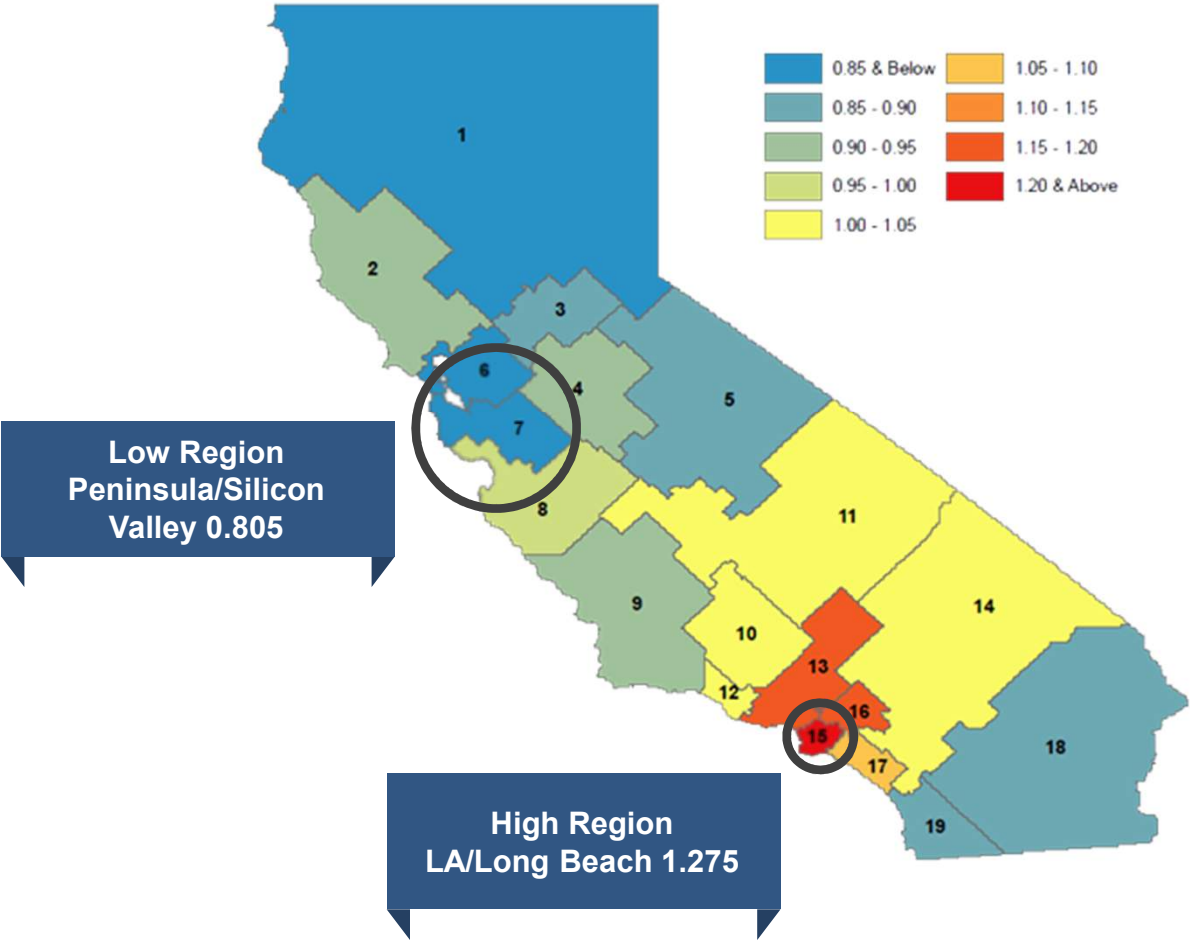 0.85 & Below
1.05 - 1.10
0.85 - 0.90
1.10 - 1.15
0.90 - 0.95
1.15 - 1.20
0.95 - 1.00
1.20 & Above
1.00 - 1.05
1
2
3
6
4
5
7
8
11
9
14
10
13
12
16
15
18
17
19
Low Region
Peninsula/Silicon
Valley 0.805
High Region
LA/Long Beach 1.275